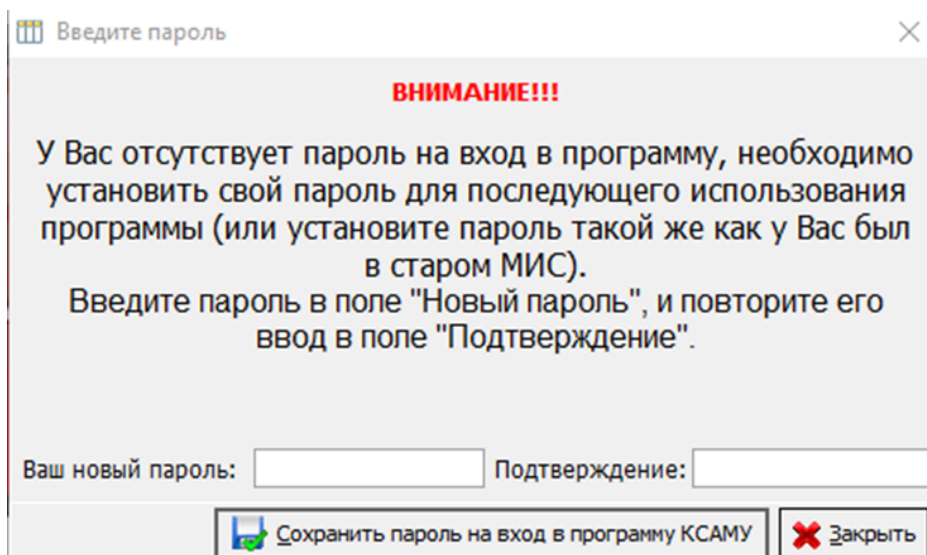 Введите пароль
ВНИМАНИЕ!!!
У Вас отсутствует пароль на вход в программу, необходимо
установить свой пароль для последующего использования
программы (или установите пароль такой же как у Вас был
в старом МИС).
Введите пароль в поле "Новый пароль", и повторите его
ввод в поле "Подтверждение".
Ваш новый пароль: Подтверждение:
Сохранить пароль на вход в программу КСАМУ Закрыть